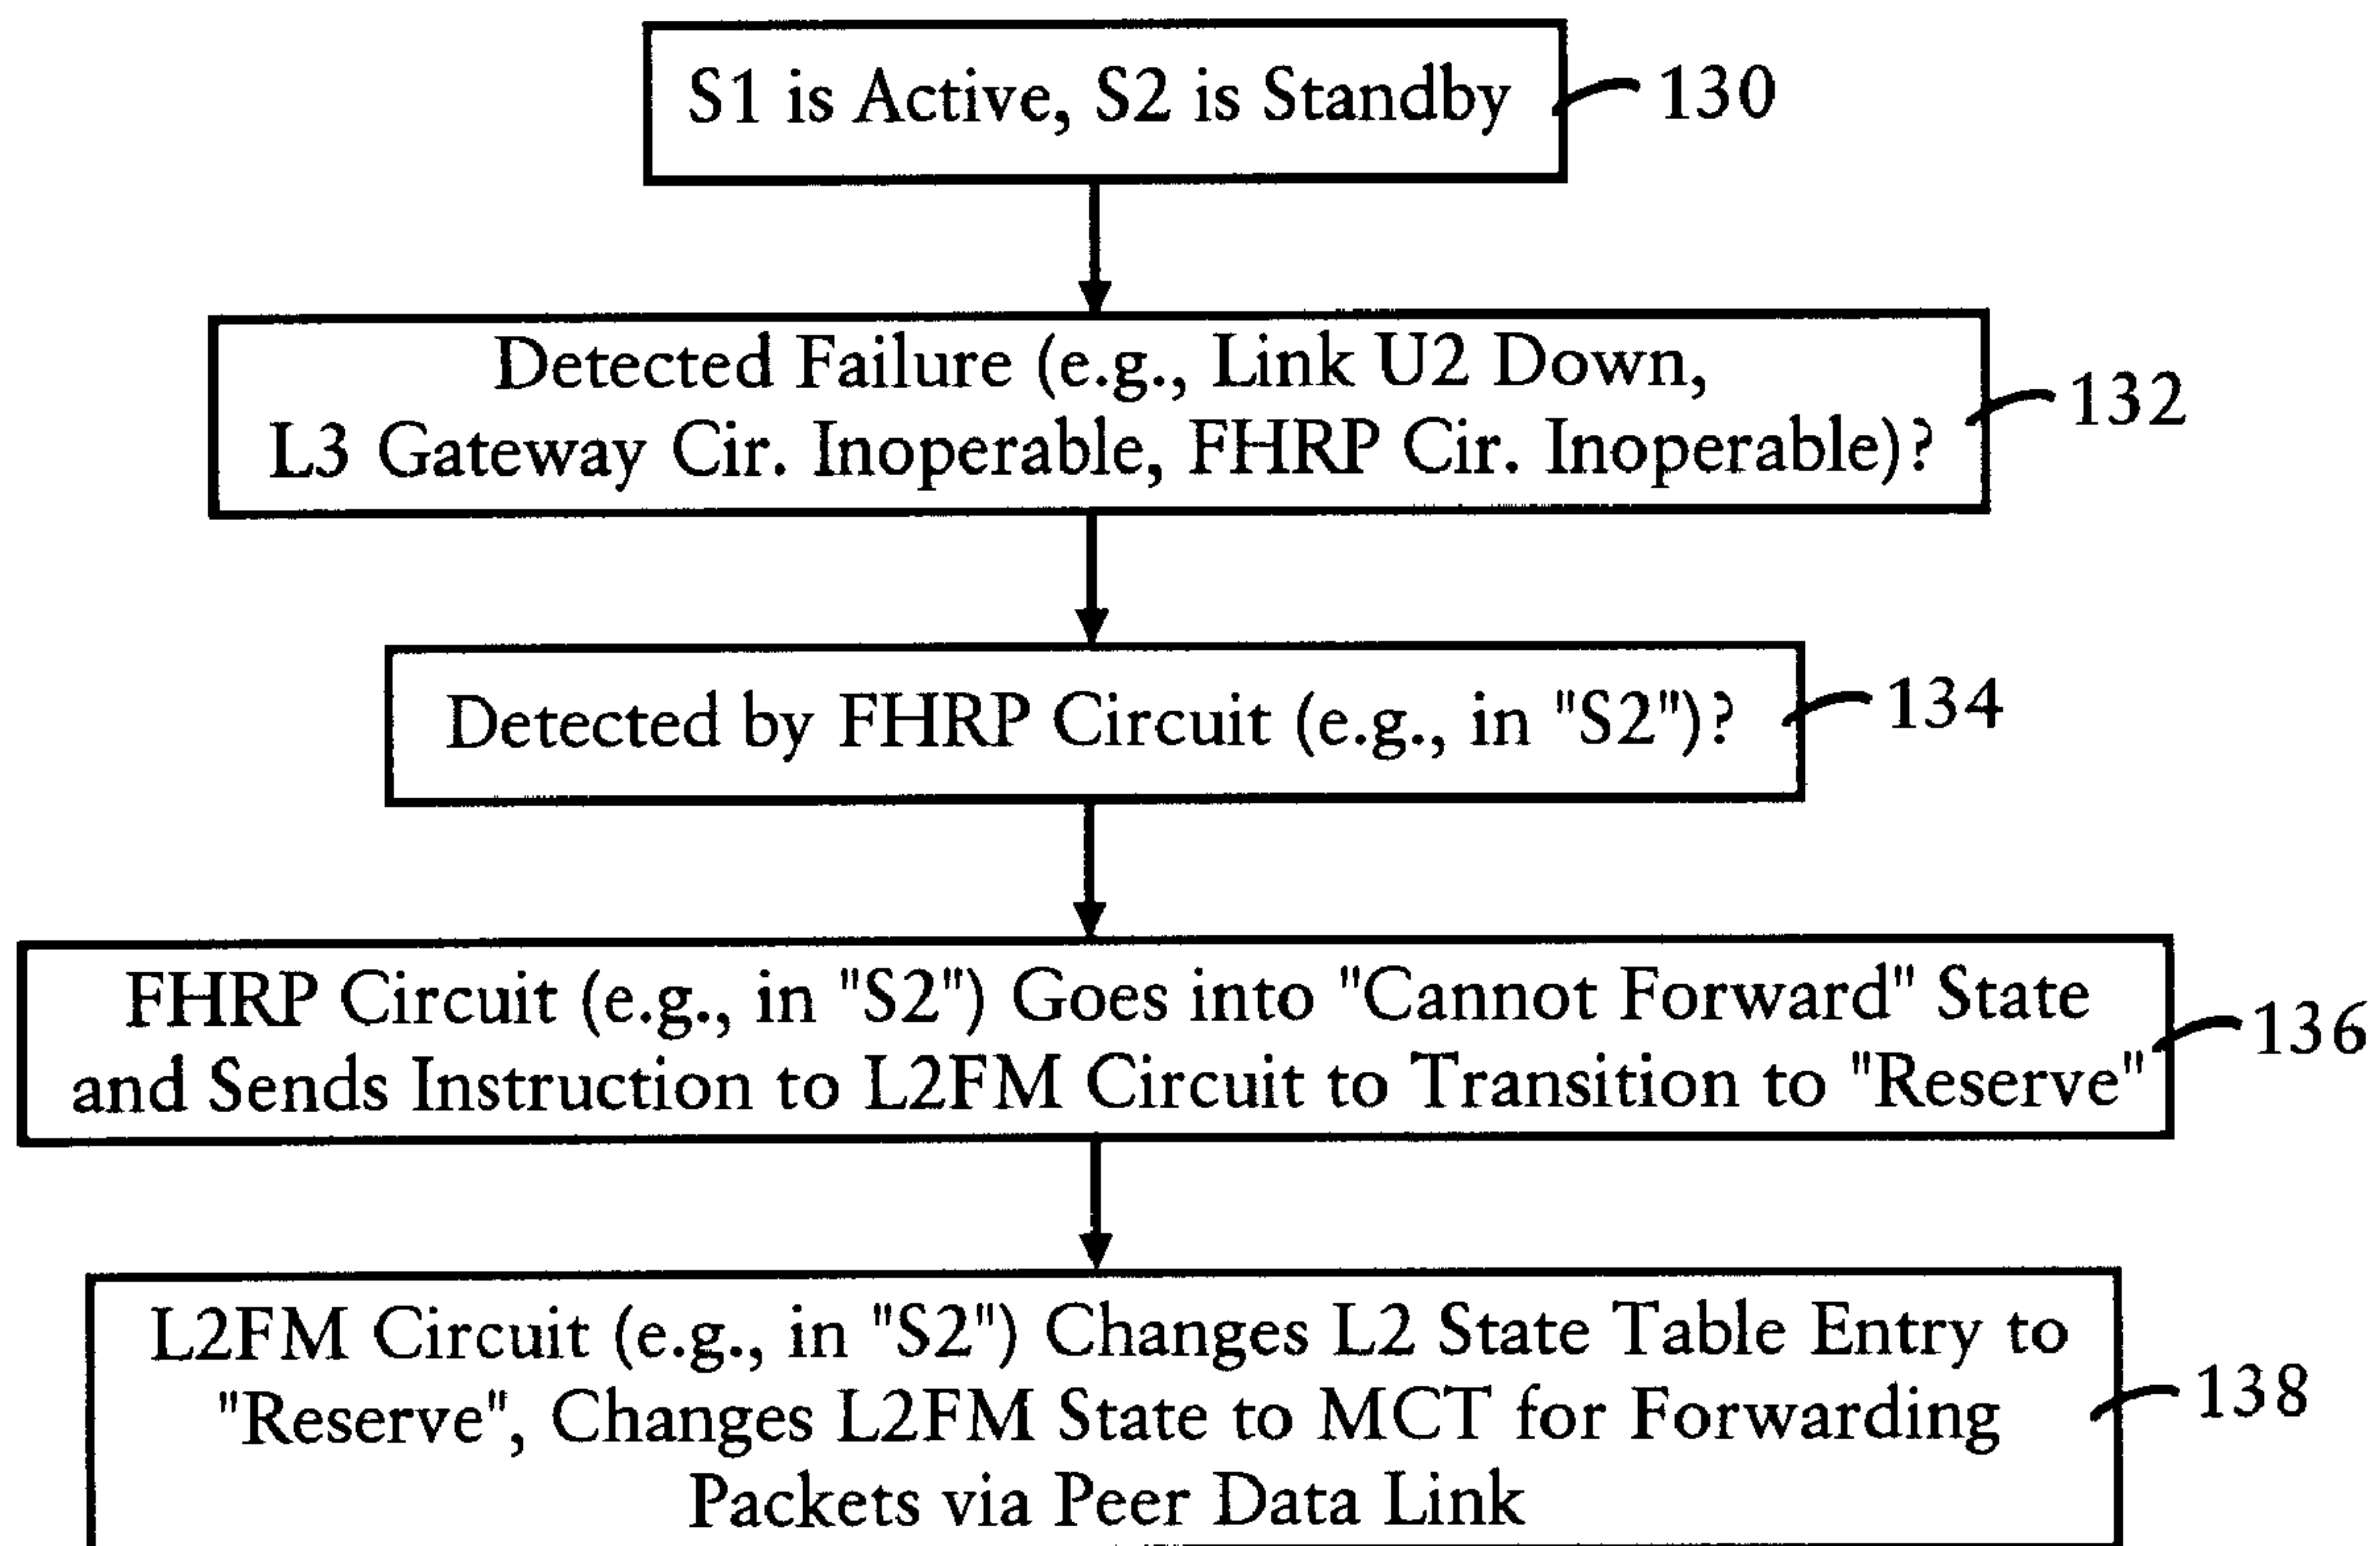 S1 is Active, S2 is Standby
130
Detected Failure (e.g., Link U2 Down,
L3 Gateway Cir. Inoperable, FHRP Cir. Inoperable)?
132
Detected by FHRP Circuit (e.g., in "S2")?
134
FHRP Circuit (e.g., in "S2") Goes into "Cannot Forward" State
and Sends Instruction to L2FM Circuit to Transition to "Reserve"
136
L2FM Circuit (e.g., in "S2") Changes L2 State Table Entry to
"Reserve", Changes L2FM State to MCT for Forwarding
Packets via Peer Data Link
138